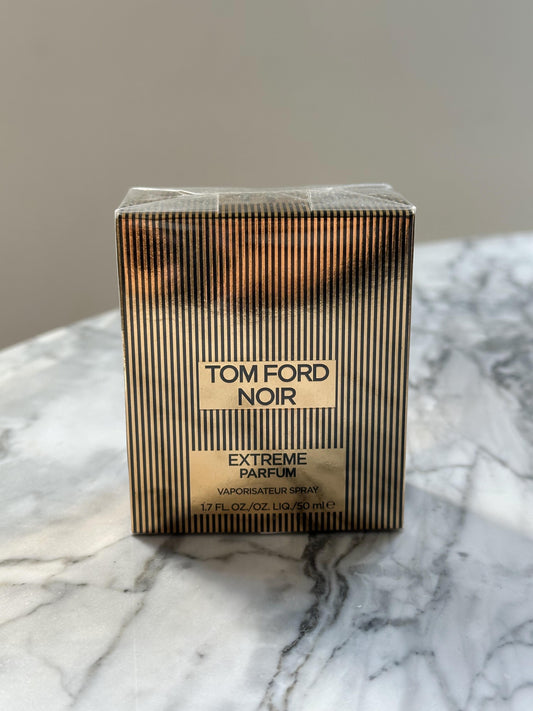 TOM FORD
NOIR
EXTREME
PARFUM
VAPORISATEUR SPRAY
1.7 FL. OZ./OZ. LIQ./50 ml ℮